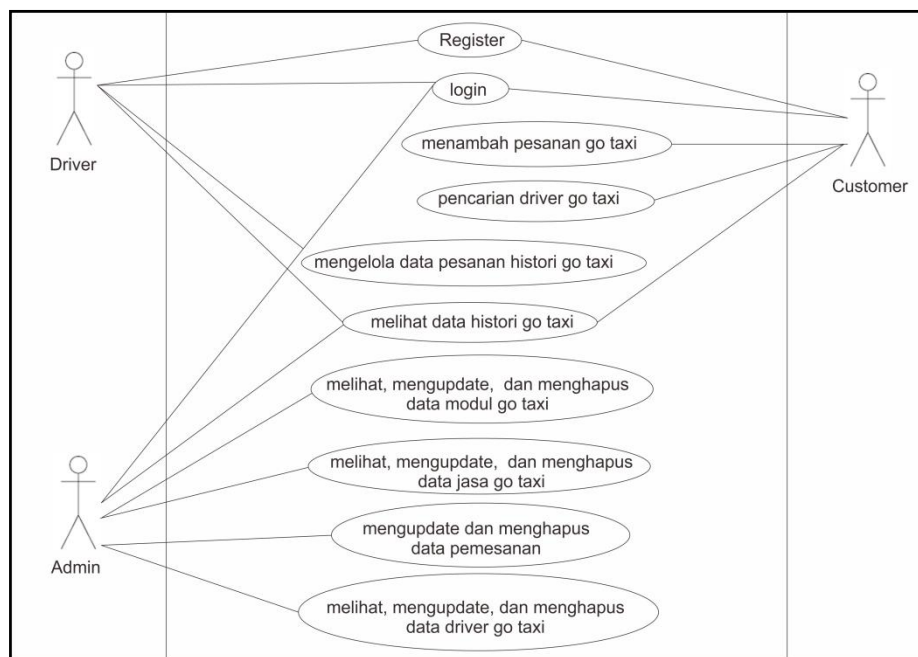 Register
login
Driver
menambah pesanan go taxi
Customer
pencarian driver go taxi
mengelola data pesanan histori go taxi
melihat data histori go taxi
melihat, mengupdate, dan menghapus
data modul go taxi
melihat, mengupdate, dan menghapus
data jasa go taxi
mengupdate dan menghapus
data pemesanan
Admin
melihat, mengupdate, dan menghapus
data driver go taxi